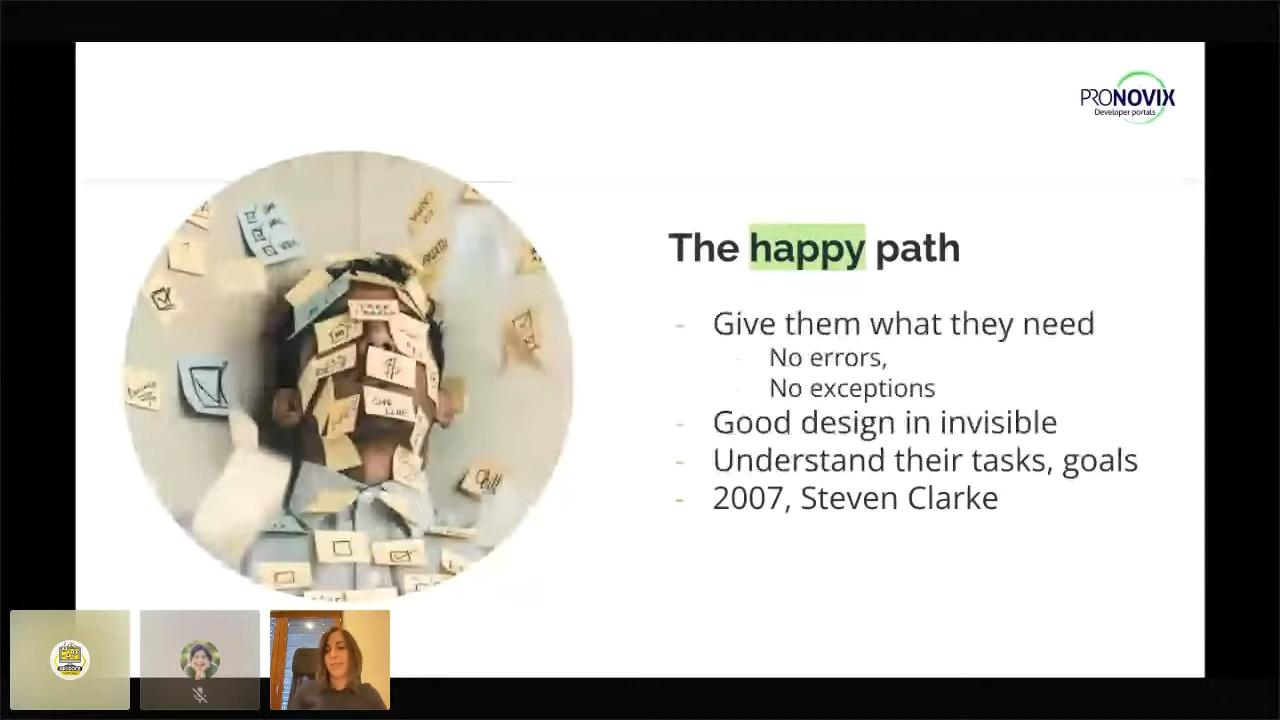 PRONOVIX
Developer portals
The happy path
- Give them what they need
- No errors,
- No exceptions
- Good design in invisible
- Understand their tasks, goals
- 2007, Steven Clarke